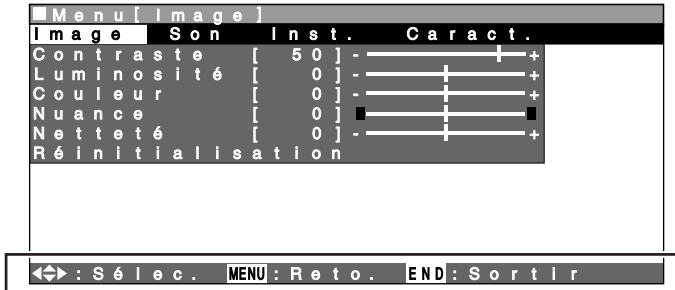 Menu[Image]
Image Son Inst. Caract.
Contraste [ 50] - +
Luminosité [ 0] - +
Couleur [ 0] - +
Nuance [ 0]
Netteté [ 0] - +
Réinitialisation
:Sélec. MENU:Reto. END:Sortir